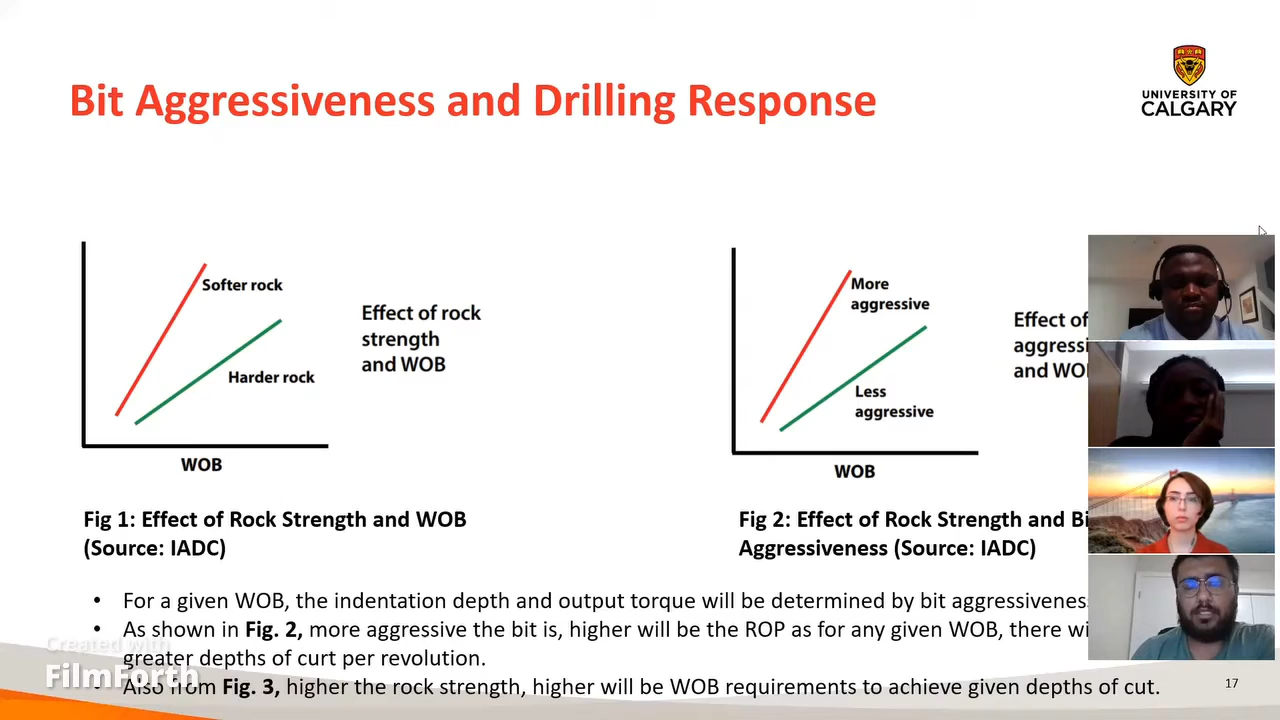 Bit Aggressiveness and Drilling Response
UNIVERSITY OF
CALGARY
Softer rock
Harder rock
WOB
Effect of rock
strength
and WOB
More
aggressive
Less
aggressive
WOB
Effect of
aggressi
and WO
Fig 1: Effect of Rock Strength and WOB
(Source: IADC)
Fig 2: Effect of Rock Strength and Bi
Aggressiveness (Source: IADC)
• For a given WOB, the indentation depth and output torque will be determined by bit aggressivenes
• As shown in Fig. 2, more aggressive the bit is, higher will be the ROP as for any given WOB, there wi
greater depths of curt per revolution.
• Also from Fig. 3, higher the rock strength, higher will be WOB requirements to achieve given depths of cut.
17
Created with
FilmForth